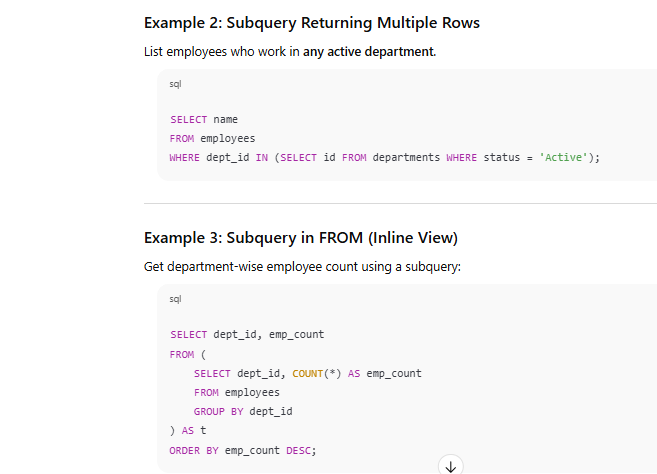 Example 2: Subquery Returning Multiple Rows
List employees who work in any active department.
sql
SELECT name
FROM employees
WHERE dept_id IN (SELECT id FROM departments WHERE status = 'Active');
Example 3: Subquery in FROM (Inline View)
Get department-wise employee count using a subquery:
sql
SELECT dept_id, emp_count
FROM (
    SELECT dept_id, COUNT(*) AS emp_count
    FROM employees
    GROUP BY dept_id
) AS t
ORDER BY emp_count DESC;